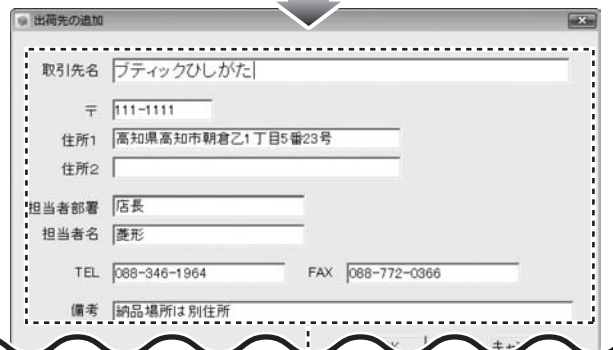 出荷先の追加
取引先名 ブティックひしがた
〒 111-1111
住所1 高知県高知市朝倉乙1丁目5番23号
住所2
担当者部署 店長
担当者名 菱形
TEL 088-346-1964 FAX 088-772-0366
備考 納品場所は別住所